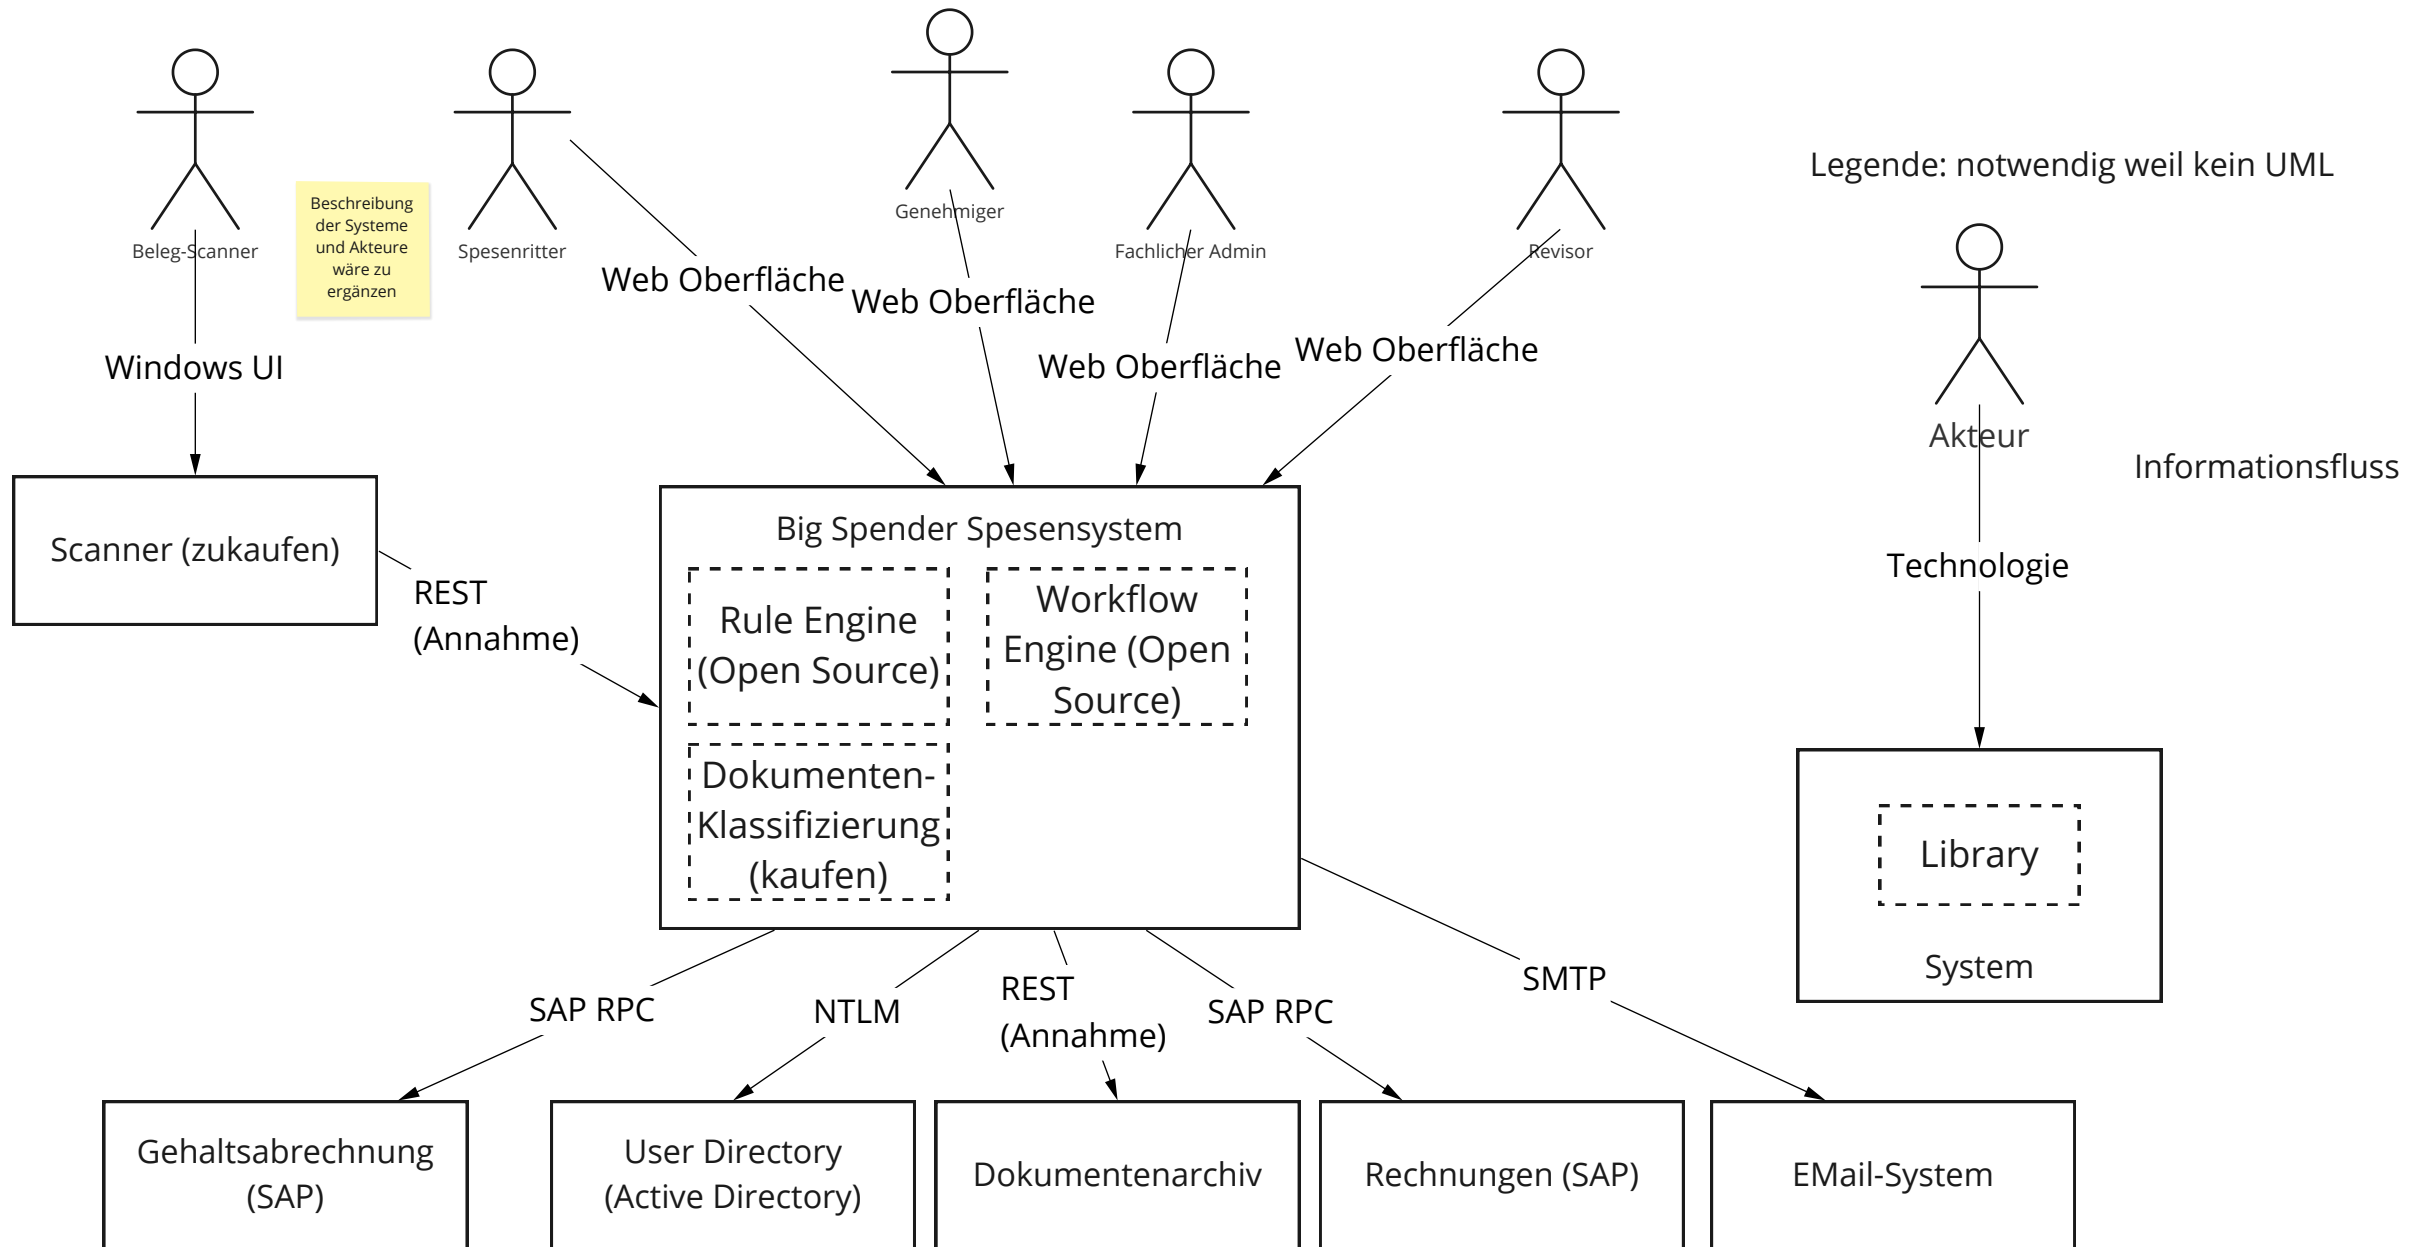 Genehmiger
Beleg-Scanner
Spesenritter
Fachlicher Admin
Revisor
Beschreibung
der Systeme
und Akteure
wäre zu
ergänzen
Legende: notwendig weil kein UML
Web Oberfläche
Web Oberfläche
Web Oberfläche
Web Oberfläche
Windows UI
Akteur
Informationsfluss
Technologie
Library
System
Scanner (zukaufen)
REST
(Annahme)
Big Spender Spesensystem
Rule Engine
(Open Source)
Workflow
Engine (Open
Source)
Dokumenten-
Klassifizierung
(kaufen)
SAP RPC
NTLM
REST
(Annahme)
SAP RPC
SMTP
Gehaltsabrechnung
(SAP)
User Directory
(Active Directory)
Dokumentenarchiv
Rechnungen (SAP)
EMail-System